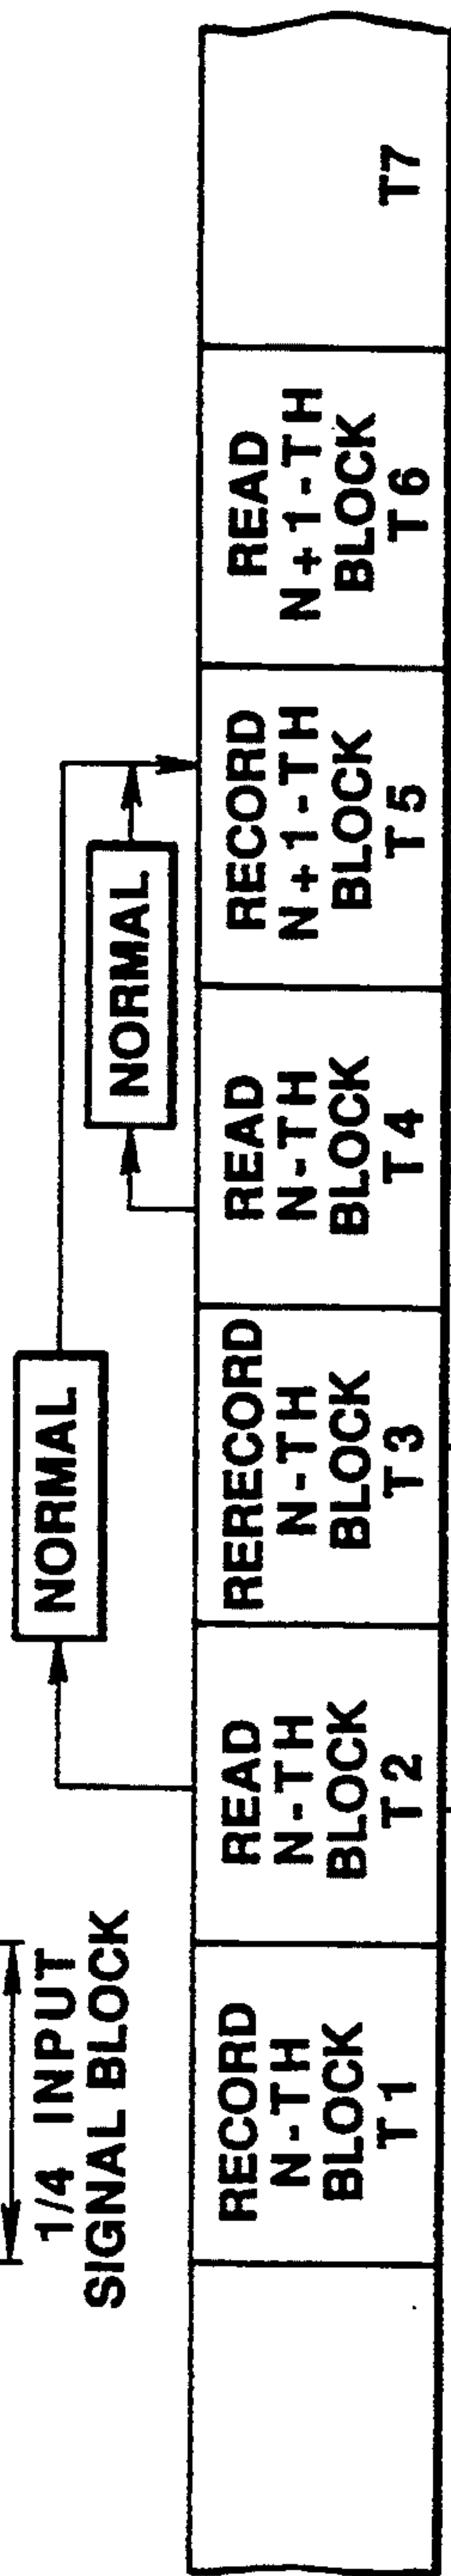 1/4 INPUT
SIGNAL BLOCK
NORMAL
NORMAL
RECORD
N-TH
BLOCK
T1
READ
N-TH
BLOCK
T2
RERECORD
N-TH
BLOCK
T3
READ
N-TH
BLOCK
T4
RECORD
N+1-TH
BLOCK
T5
READ
N+1-TH
BLOCK
T6
T7